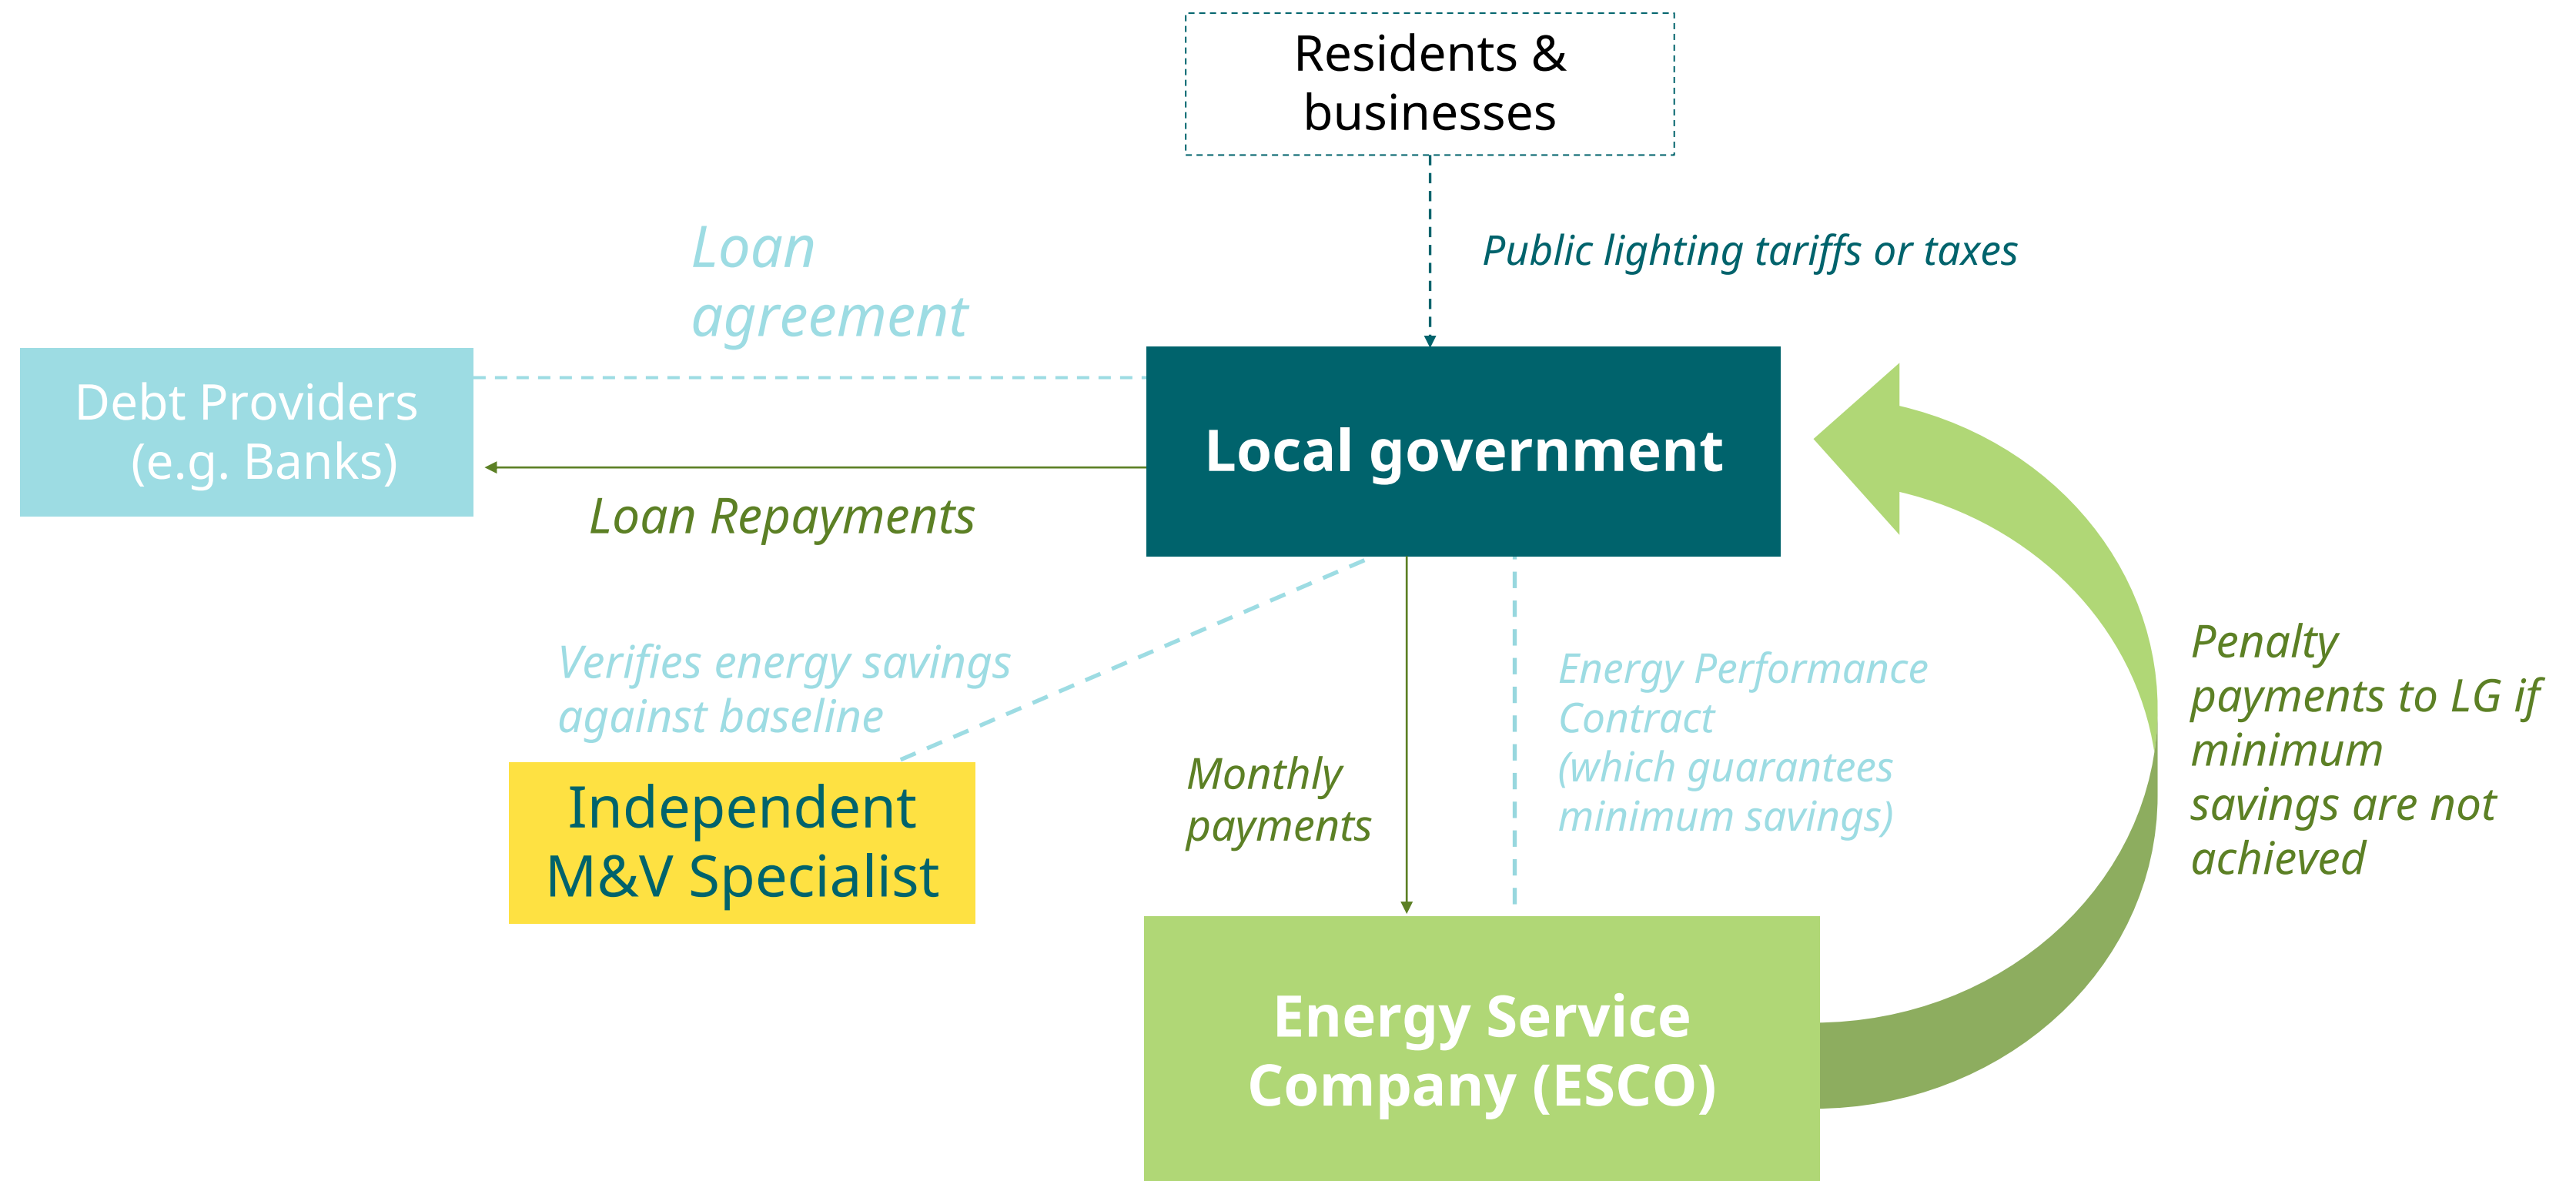 Residents &
businesses
Public lighting tariffs or taxes
Loan
agreement
Debt Providers
(e.g. Banks)
Local government
Loan Repayments
Verifies energy savings
against baseline
Independent
M&V Specialist
Monthly
payments
Energy Performance
Contract
(which guarantees
minimum savings)
Penalty
payments to LG if
minimum
savings are not
achieved
Energy Service
Company (ESCO)